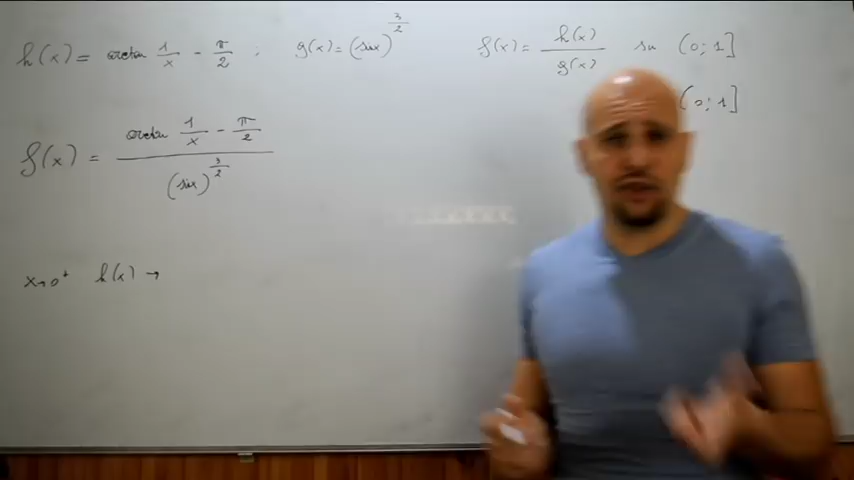 h(x) = arctan 1/x - π/2 ; g(x) = (sin x)^(3/2) f(x) = h(x)/g(x) su (0; 1]
(0; 1]
f(x) = (arctan 1/x - π/2)/(sin x)^(3/2)
x→0⁺ h(x) →